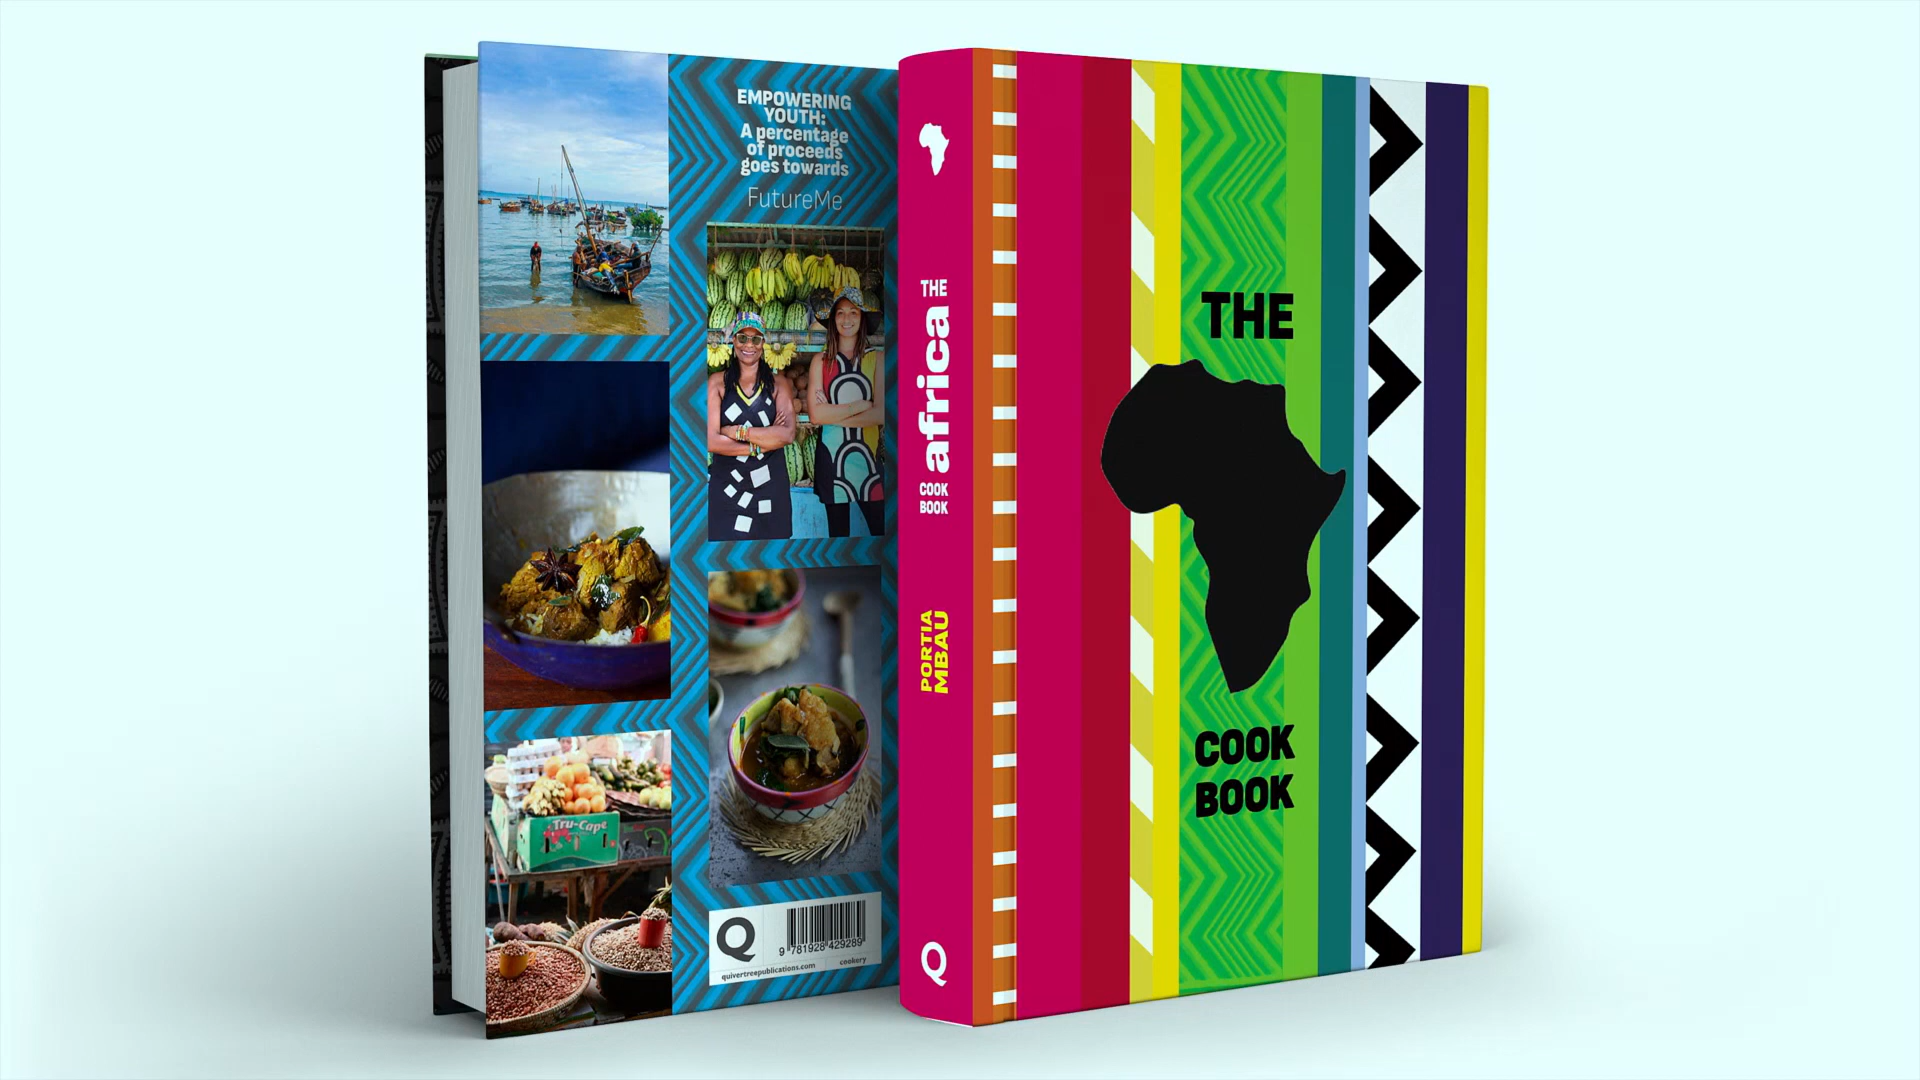 EMPOWERING
YOUTH:
A percentage
of proceeds
goes towards
FutureMe
Tru-Cape
Q
9 781928 429289
quivertreepublications.com
cookery
THE
africa
COOK
BOOK
PORTIA
MBAU
Q
THE
COOK
BOOK